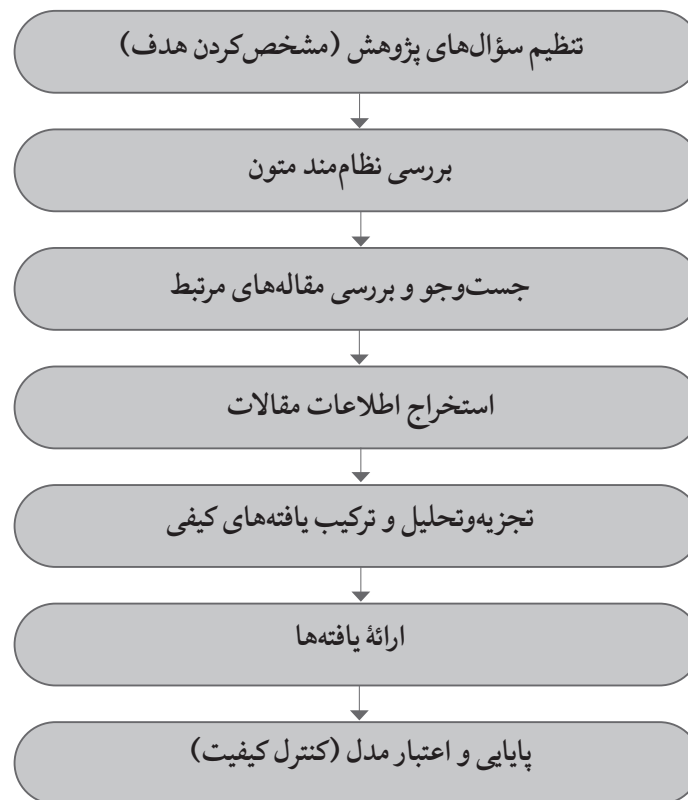 تنظیم سؤال‌های پژوهش (مشخص‌کردن هدف)
بررسی نظام‌مند متون
جست‌وجو و بررسی مقاله‌های مرتبط
استخراج اطلاعات مقالات
تجزیه‌وتحلیل و ترکیب یافته‌های کیفی
ارائهٔ یافته‌ها
پایایی و اعتبار مدل (کنترل کیفیت)